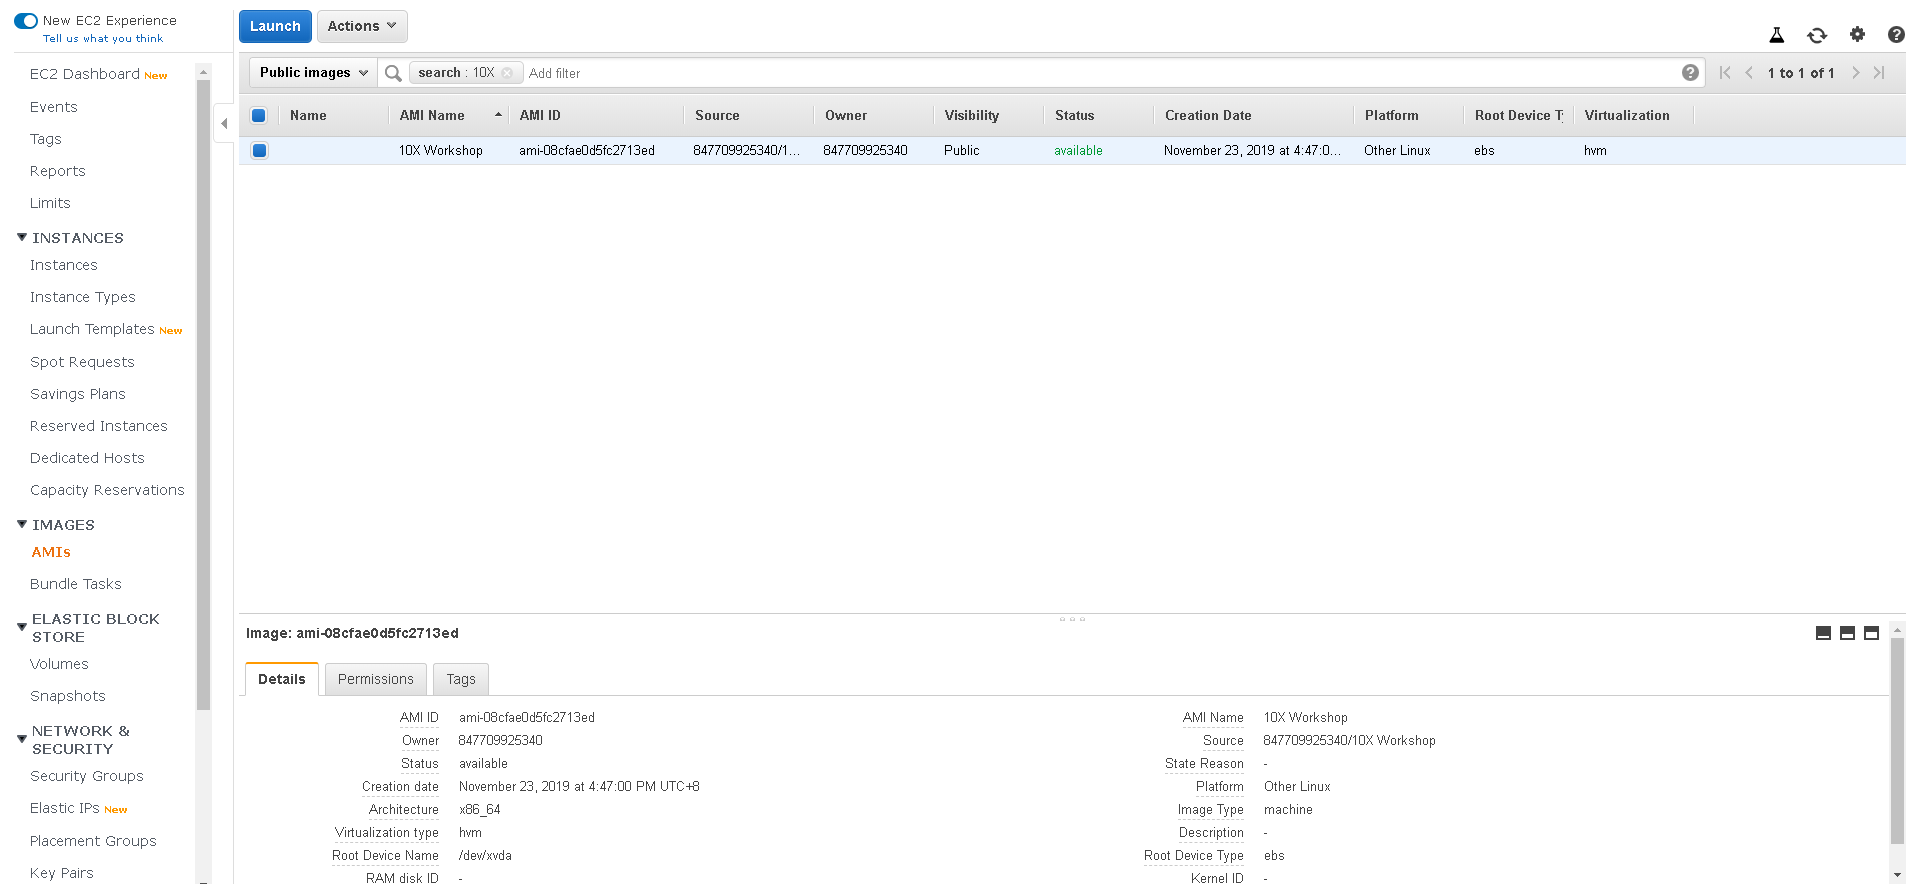 New EC2 Experience
Tell us what you think
EC2 Dashboard New
Events
Tags
Reports
Limits
INSTANCES
Instances
Instance Types
Launch Templates New
Spot Requests
Savings Plans
Reserved Instances
Dedicated Hosts
Capacity Reservations
IMAGES
AMIs
Bundle Tasks
ELASTIC BLOCK
STORE
Volumes
Snapshots
NETWORK &
SECURITY
Security Groups
Elastic IPs New
Placement Groups
Key Pairs
Launch Actions
Public images search : 10X Add filter 1 to 1 of 1
Name AMI Name AMI ID Source Owner Visibility Status Creation Date Platform Root Device T Virtualization
10X Workshop ami-08cfae0d5fc2713ed 847709925340/1... 847709925340 Public available November 23, 2019 at 4:47:0... Other Linux ebs hvm
Image: ami-08cfae0d5fc2713ed
Details Permissions Tags
AMI ID ami-08cfae0d5fc2713ed AMI Name 10X Workshop
Owner 847709925340 Source 847709925340/10X Workshop
Status available State Reason -
Creation date November 23, 2019 at 4:47:00 PM UTC+8 Platform Other Linux
Architecture x86_64 Image Type machine
Virtualization type hvm Description -
Root Device Name /dev/xvda Root Device Type ebs
RAM disk ID - Kernel ID -